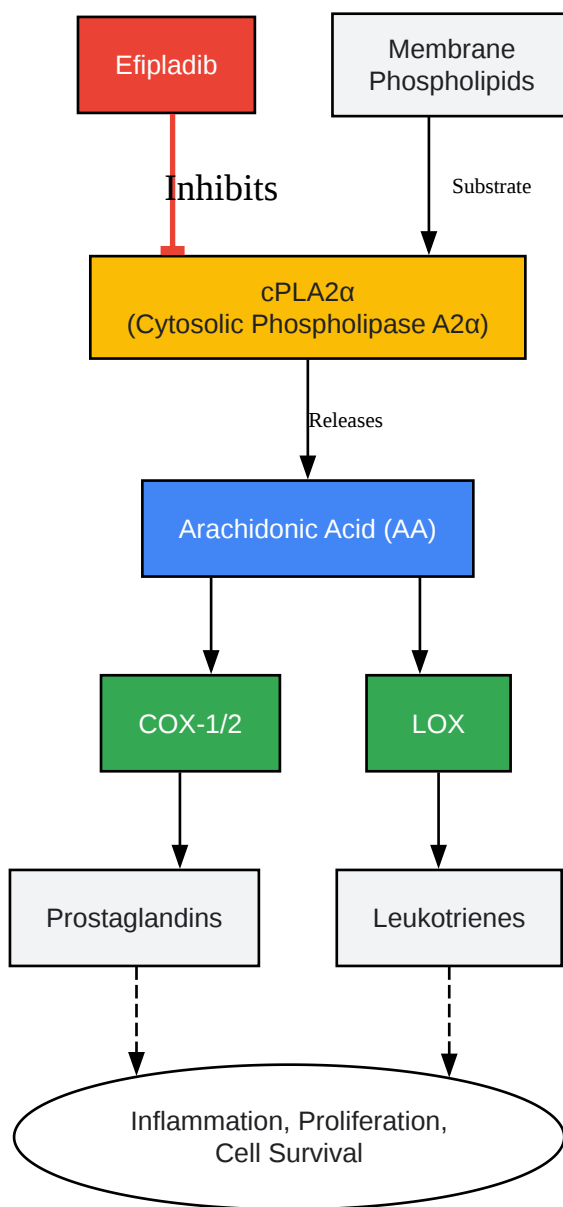 Efipladib
Membrane
Phospholipids
Inhibits
Substrate
cPLA2α
(Cytosolic Phospholipase A2α)
Releases
Arachidonic Acid (AA)
COX-1/2
LOX
Prostaglandins
Leukotrienes
Inflammation, Proliferation,
Cell Survival